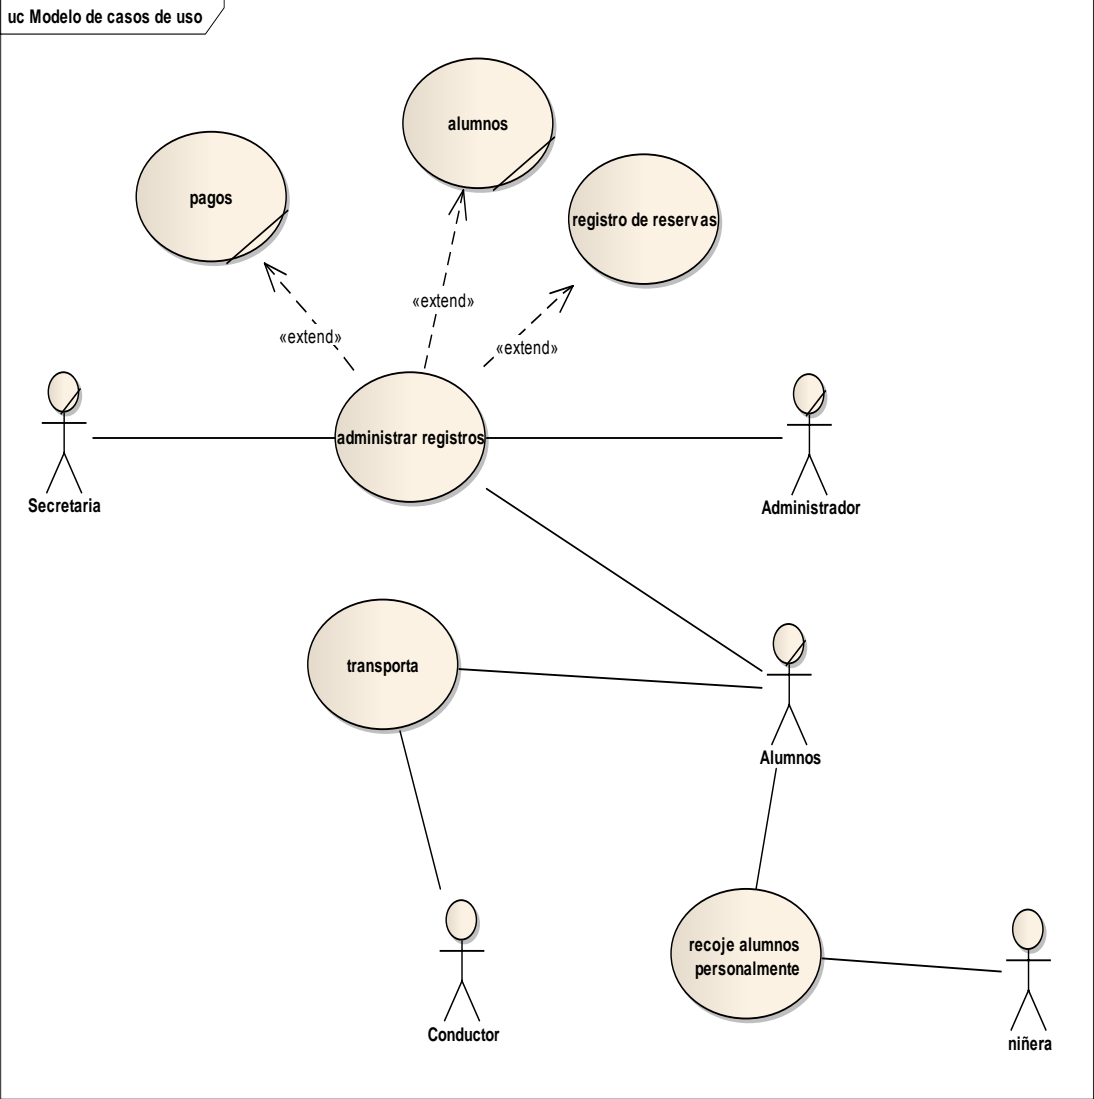 uc Modelo de casos de uso
alumnos
pagos
registro de reservas
«extend»
«extend»
«extend»
administrar registros
Secretaria
Administrador
transporta
Alumnos
recoje alumnos
personalmente
Conductor
niñera